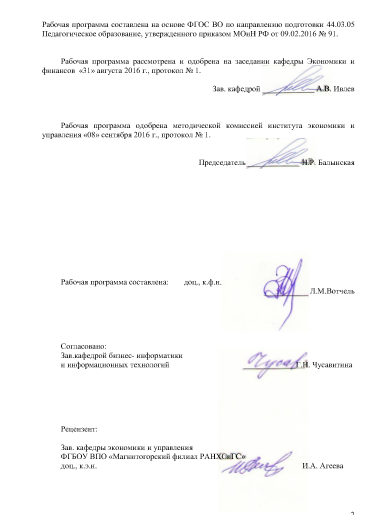 Рабочая программа составлена на основе ФГОС ВО по направлению подготовки 44.03.05
Педагогическое образование, утвержденного приказом МОиН РФ от 09.02.2016 № 91.
Рабочая программа рассмотрена и одобрена на заседании кафедры Экономики и
финансов «31» августа 2016 г., протокол № 1.
Зав. кафедрой А.В. Ивлев
Рабочая программа одобрена методической комиссией института экономики и
управления «08» сентября 2016 г., протокол № 1.
Председатель Н.Р. Балынская
Рабочая программа составлена: доц., к.ф.н.
Л.М.Вотчель
Согласовано:
Зав.кафедрой бизнес- информатики
и информационных технологий Чусав Г.Н. Чусавитина
Рецензент:
Зав. кафедры экономики и управления
ФГБОУ ВПО «Магнитогорский филиал РАНХСиГС»
доц., к.э.н. И.А. Агеева